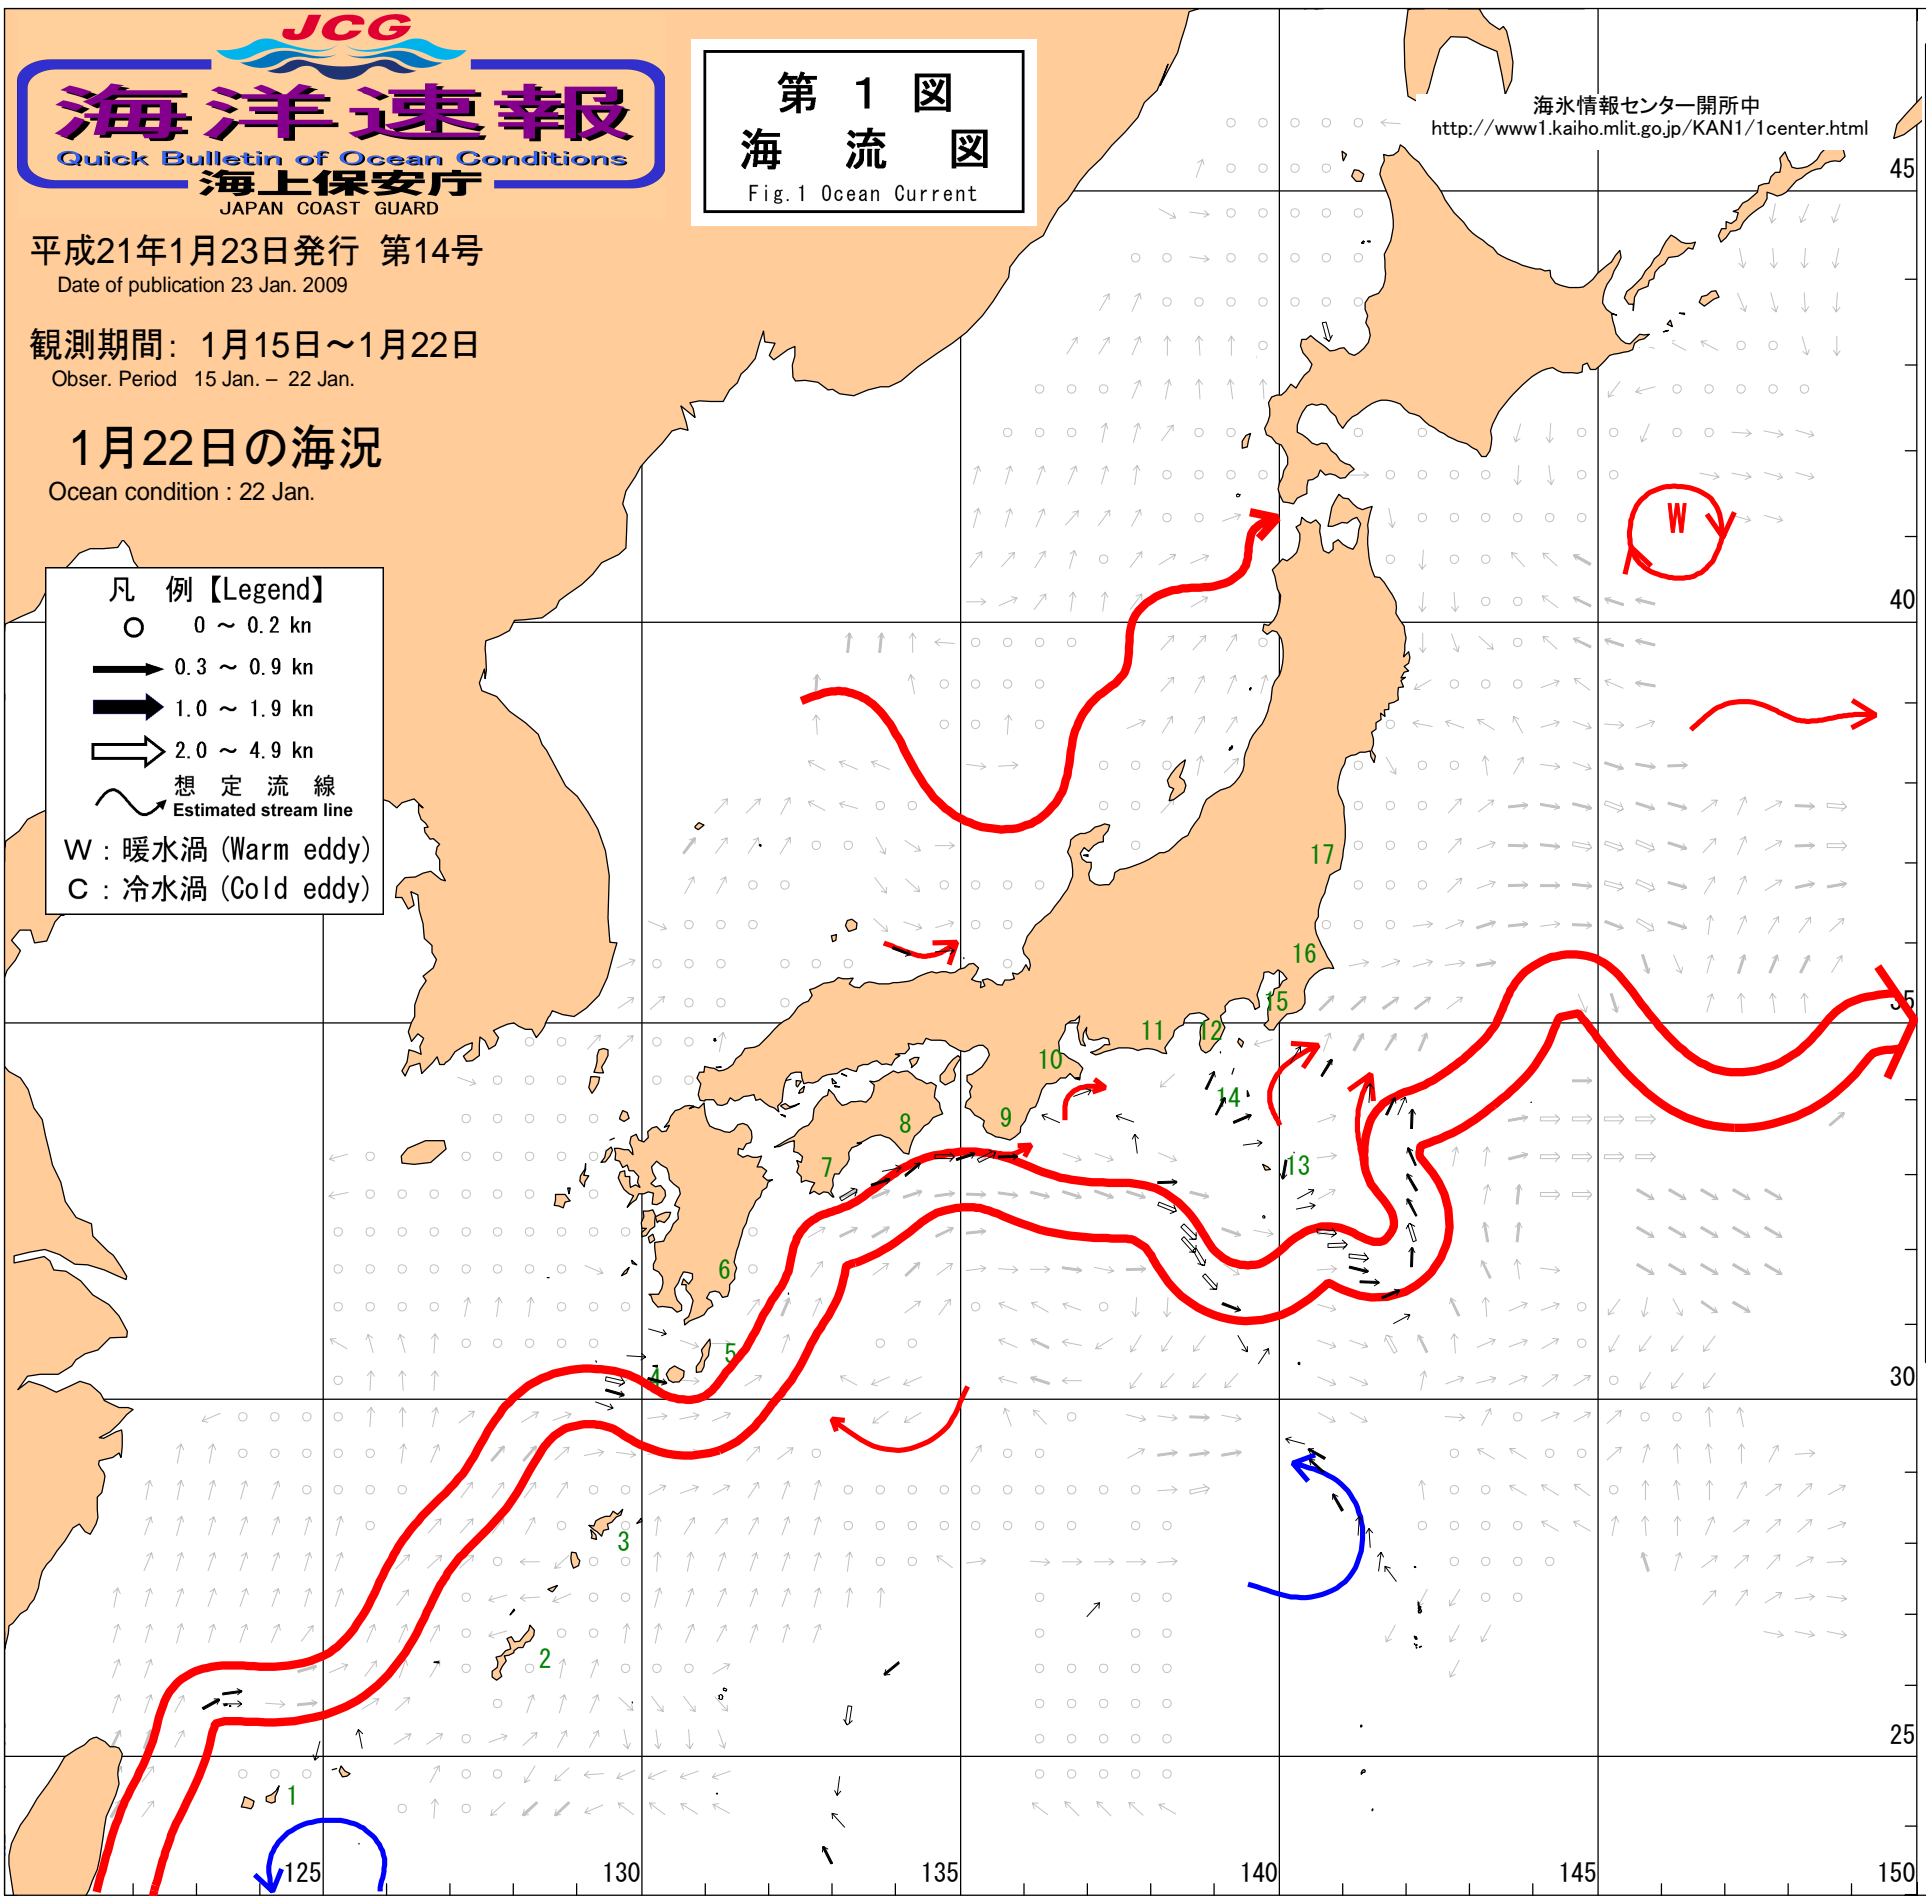 JCG
海洋速報
Quick Bulletin of Ocean Conditions
海上保安庁
JAPAN COAST GUARD
第 1 図
海 流 図
Fig.1 Ocean Current
海氷情報センター開所中
http://www1.kaiho.mlit.go.jp/KAN1/1center.html
平成21年1月23日発行 第14号
Date of publication 23 Jan. 2009
観測期間: 1月15日～1月22日
Obser. Period 15 Jan. – 22 Jan.
1月22日の海況
Ocean condition : 22 Jan.
凡 例【Legend】
0 ～ 0.2 kn
0.3 ～ 0.9 kn
1.0 ～ 1.9 kn
2.0 ～ 4.9 kn
想 定 流 線
Estimated stream line
W : 暖水渦 (Warm eddy)
C : 冷水渦 (Cold eddy)
45
W
40
17
16
15
35
12
11
10
14
9
8
7
13
6
5
4
30
3
2
25
1
125
130
135
140
145
150